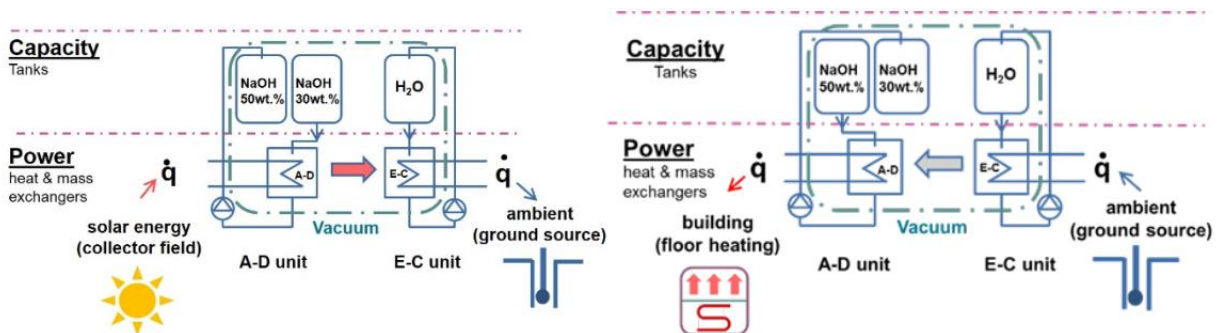 Capacity
Tanks
NaOH
50wt.%
NaOH
30wt.%
H₂O
Power
heat & mass
exchangers
q̇
A-D
E-C
q̇
solar energy
(collector field)
Vacuum
ambient
(ground source)
A-D unit
E-C unit
Capacity
Tanks
NaOH
50wt.%
NaOH
30wt.%
H₂O
Power
heat & mass
exchangers
q̇
A-D
E-C
q̇
building
(floor heating)
Vacuum
ambient
(ground source)
A-D unit
E-C unit